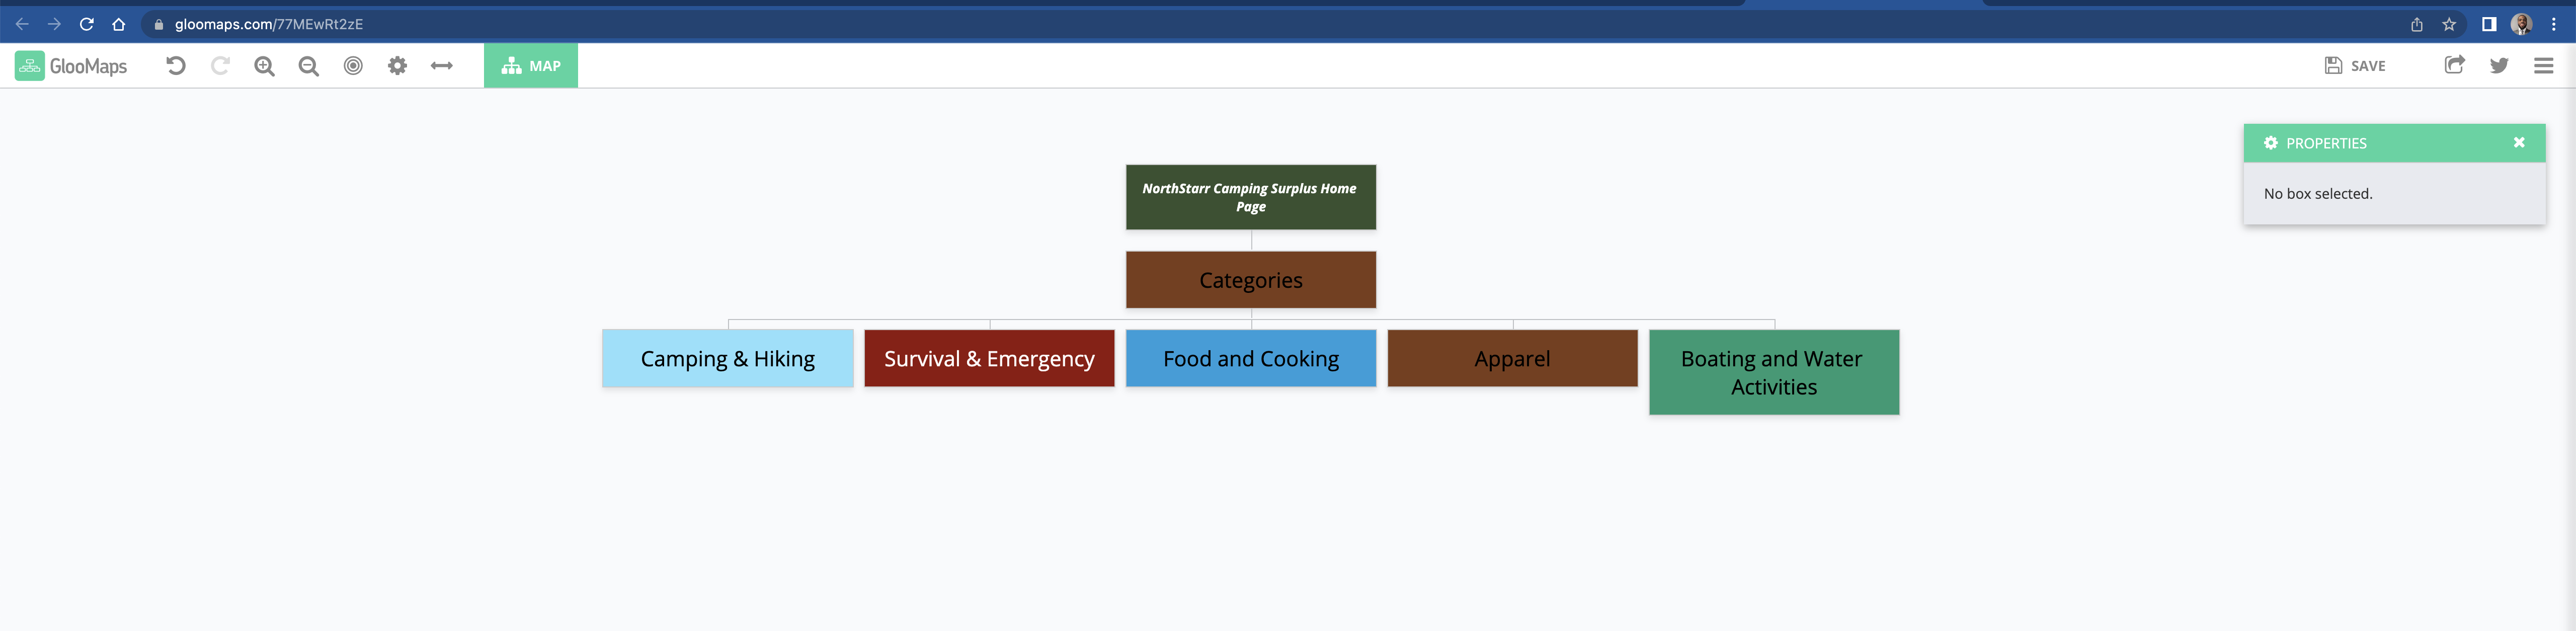 gloomaps.com/77MEwRt2zE
GlooMaps
MAP
SAVE
PROPERTIES
No box selected.
NorthStarr Camping Surplus Home
Page
Categories
Camping & Hiking
Survival & Emergency
Food and Cooking
Apparel
Boating and Water
Activities